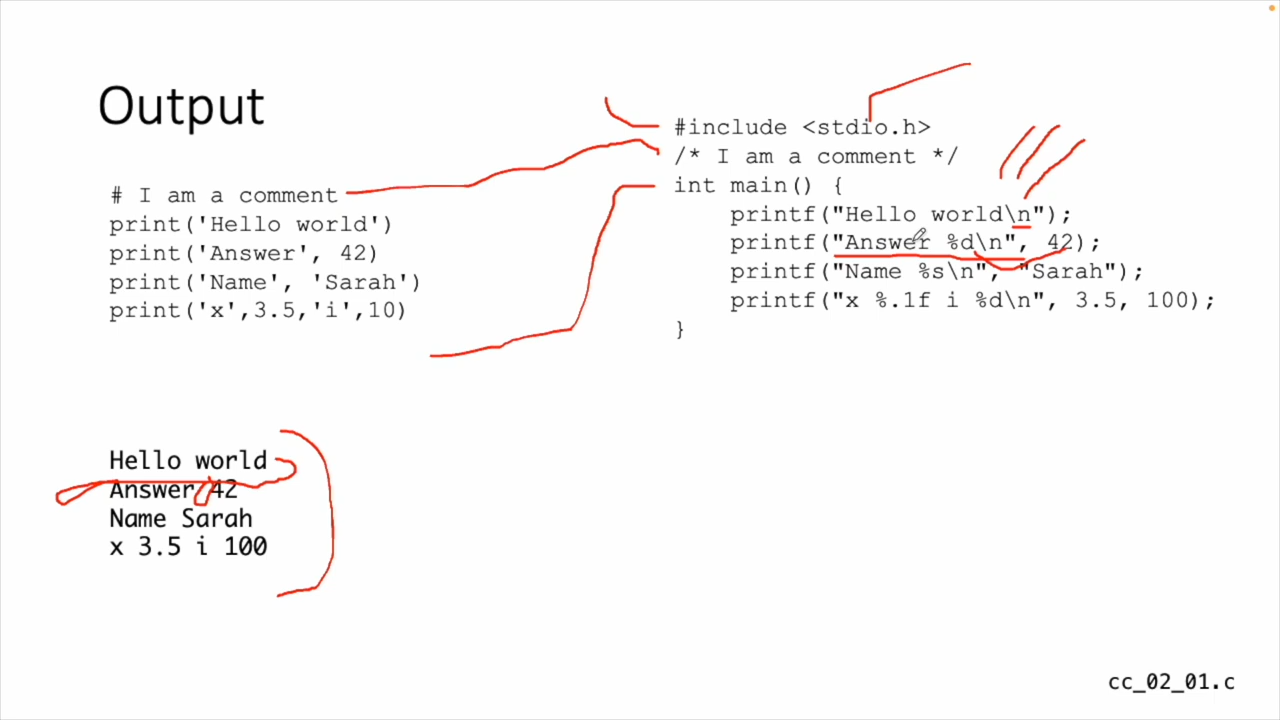 Output
# I am a comment
print('Hello world')
print('Answer', 42)
print('Name', 'Sarah')
print('x',3.5,'i',10)
#include <stdio.h>
/* I am a comment */
int main() {
    printf("Hello world\n");
    printf("Answer %d\n", 42);
    printf("Name %s\n", "Sarah");
    printf("x %.1f i %d\n", 3.5, 100);
}
Hello world
Answer 42
Name Sarah
x 3.5 i 100
cc_02_01.c